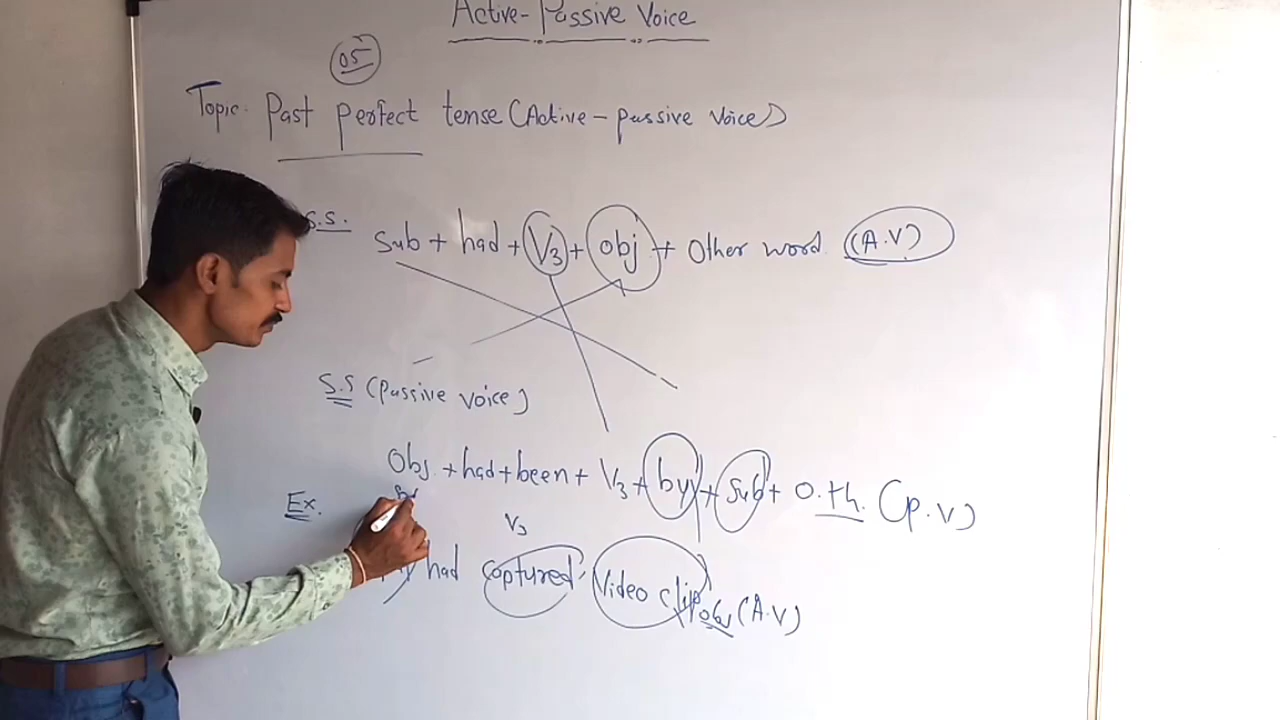 Active-Passive Voice
05
Topic. Past perfect tense (Active-passive voice)
S.S. Sub + had + V3 + obj + Other word (A.V)
S.S (Passive voice)
Obj. + had + been + V3 + by + Sub + O.th. (p.V)
Ex.
V3
had captured Video clip obj (A.V)